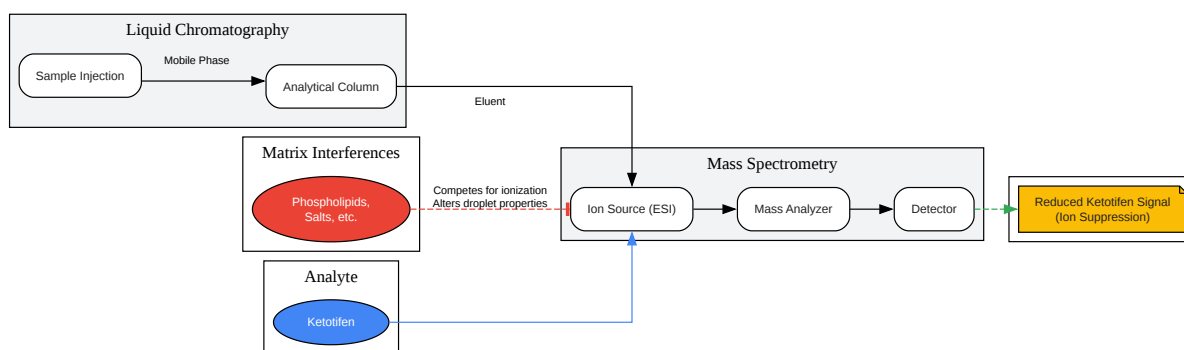 Liquid Chromatography
Sample Injection
Mobile Phase
Analytical Column
Eluent
Matrix Interferences
Phospholipids,
Salts, etc.
Competes for ionization
Alters droplet properties
Mass Spectrometry
Ion Source (ESI)
Mass Analyzer
Detector
Reduced Ketotifen Signal
(Ion Suppression)
Analyte
Ketotifen